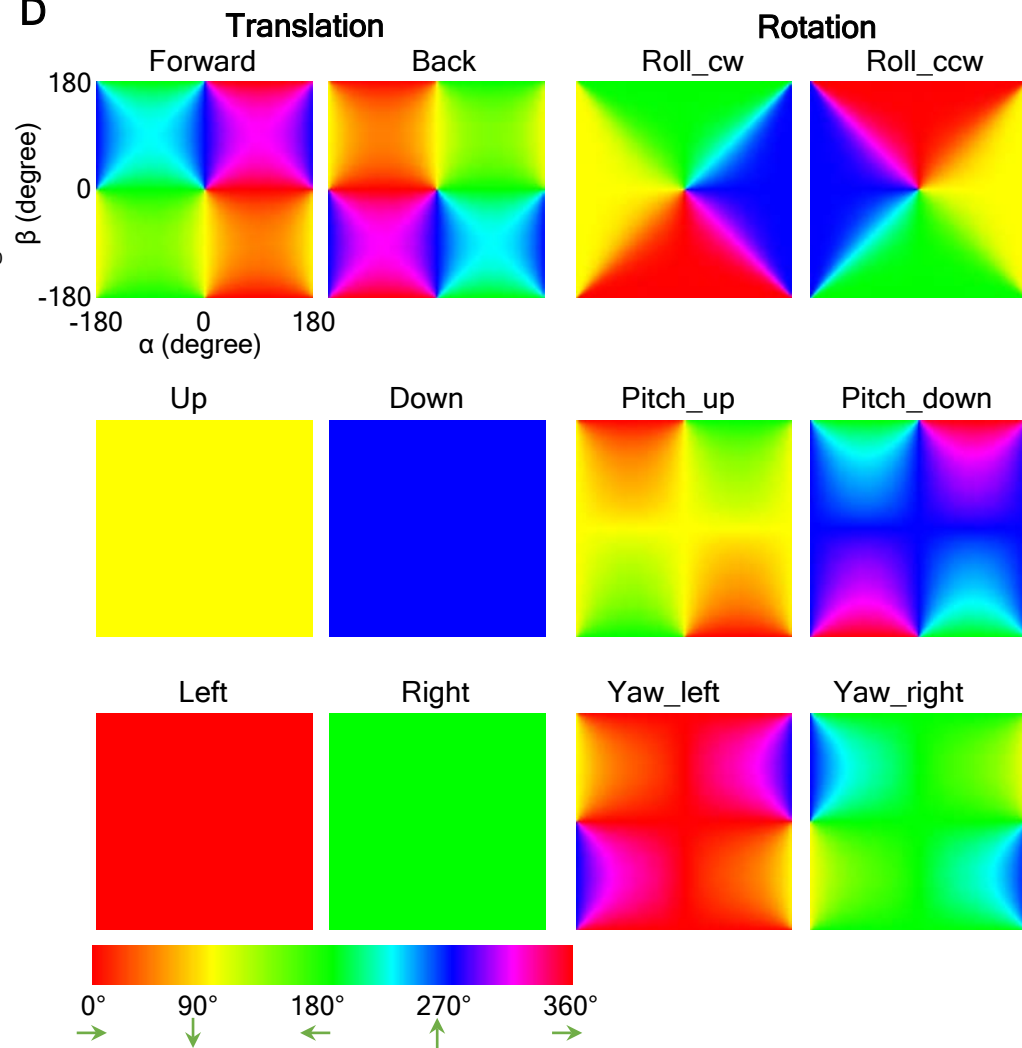 D
Translation Rotation
Forward Back Roll_cw Roll_ccw
180
0
-180
β (degree)
-180 0 180
α (degree)
Up Down Pitch_up Pitch_down
Left Right Yaw_left Yaw_right
0° 90° 180° 270° 360°